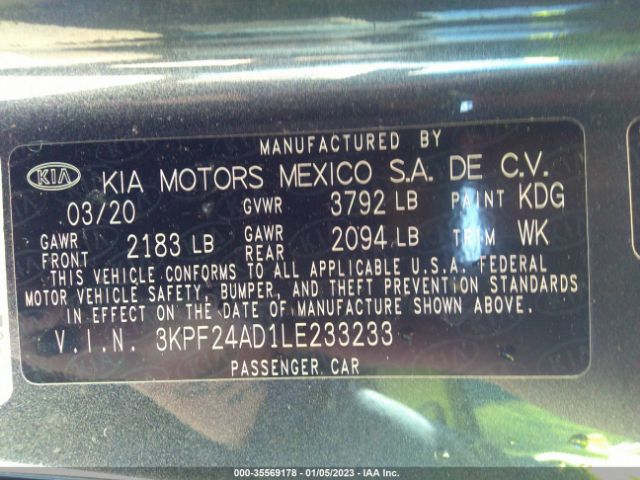 MANUFACTURED BY
KIA KIA MOTORS MEXICO S.A. DE C.V.
03/20 GVWR 3792 LB PAINT KDG
GAWR FRONT 2183 LB GAWR REAR 2094 LB TRIM WK
THIS VEHICLE CONFORMS TO ALL APPLICABLE U.S.A. FEDERAL
MOTOR VEHICLE SAFETY, BUMPER, AND THEFT PREVENTION STANDARDS
IN EFFECT ON THE DATE OF MANUFACTURE SHOWN ABOVE.
V.I.N. 3KPF24AD1LE233233
PASSENGER CAR
000-35569178 | 01/05/2023 - IAA Inc.